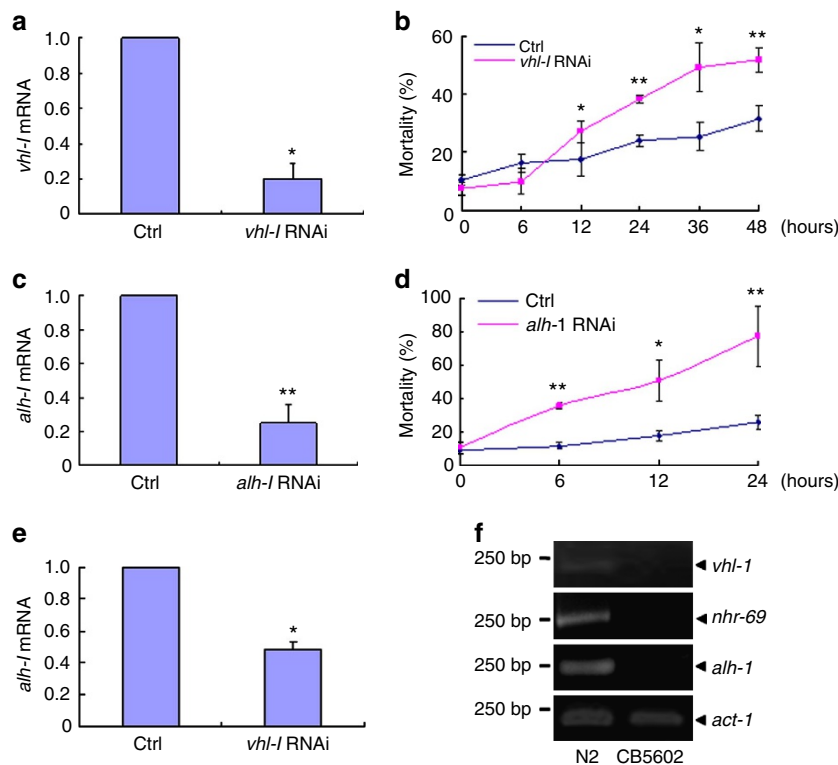 a
vhl-I mRNA
1.0
0.8
0.6
0.4
0.2
0
*
Ctrl
vhl-I RNAi
b
Mortality (%)
60
40
20
0
Ctrl
vhl-I RNAi
*
**
*
**
0 6 12 24 36 48 (hours)
c
alh-I mRNA
1.0
0.8
0.6
0.4
0.2
0
**
Ctrl
alh-I RNAi
d
Mortality (%)
100
80
60
40
20
0
Ctrl
alh-1 RNAi
**
*
**
0 6 12 24 (hours)
e
alh-I mRNA
1.0
0.8
0.6
0.4
0.2
0
*
Ctrl
vhl-I RNAi
f
250 bp vhl-1
250 bp nhr-69
250 bp alh-1
250 bp act-1
N2 CB5602